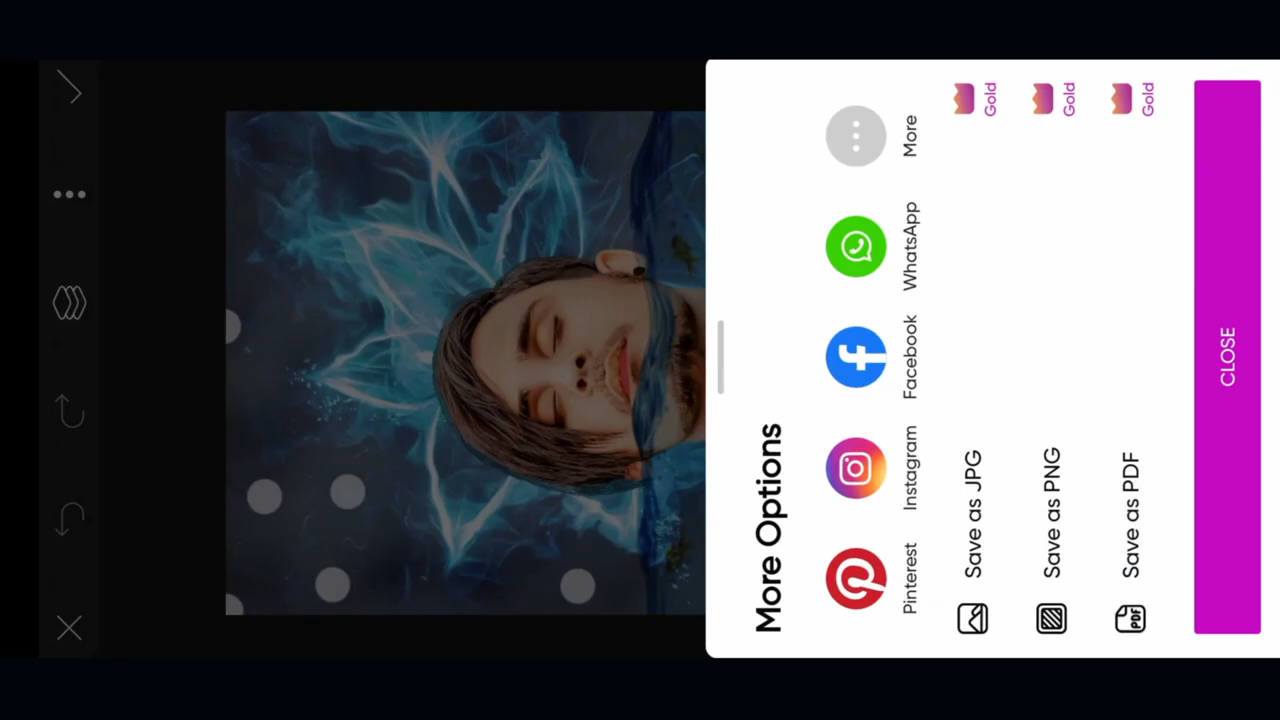 More Options
Pinterest
Instagram
Facebook
WhatsApp
More
Save as JPG
Gold
Save as PNG
Gold
PDF
Save as PDF
Gold
CLOSE